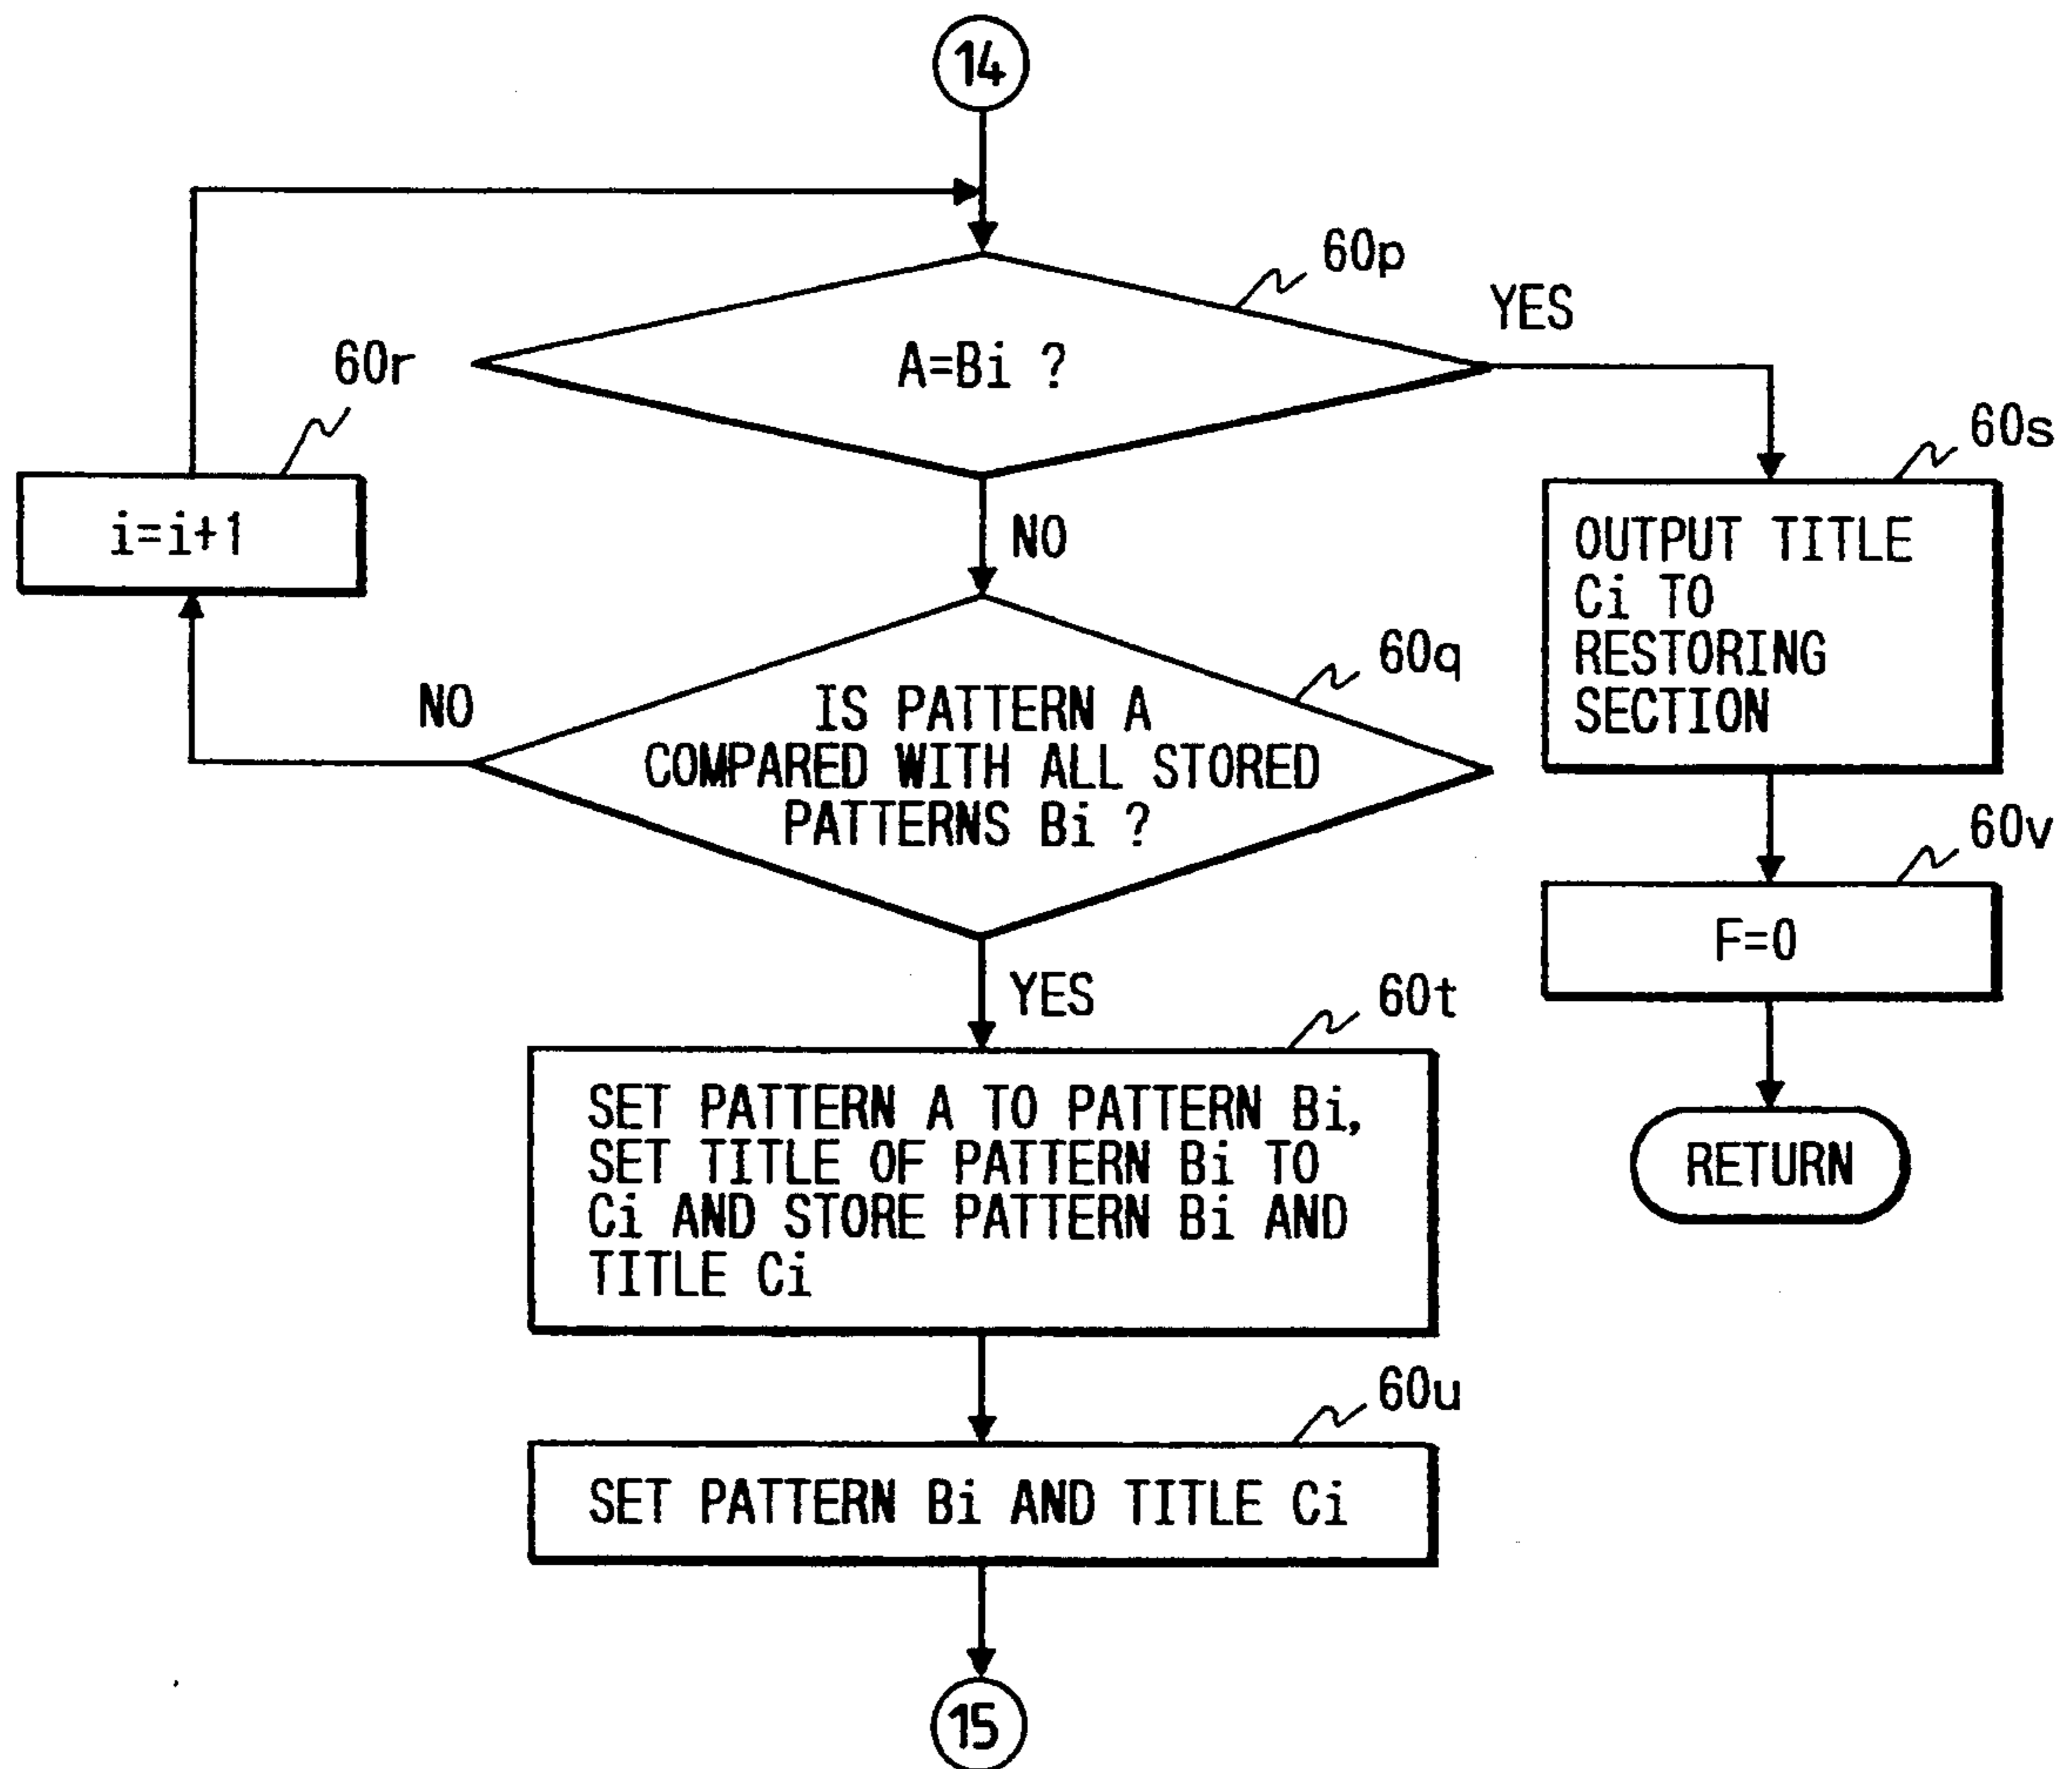 14
60p
YES
A=Bi ?
60r
60s
i=i+1
NO
OUTPUT TITLE
Ci TO
RESTORING
SECTION
60q
NO
IS PATTERN A
COMPARED WITH ALL STORED
PATTERNS Bi ?
60v
F=0
YES
60t
SET PATTERN A TO PATTERN Bi,
SET TITLE OF PATTERN Bi TO
Ci AND STORE PATTERN Bi AND
TITLE Ci
RETURN
60u
SET PATTERN Bi AND TITLE Ci
15